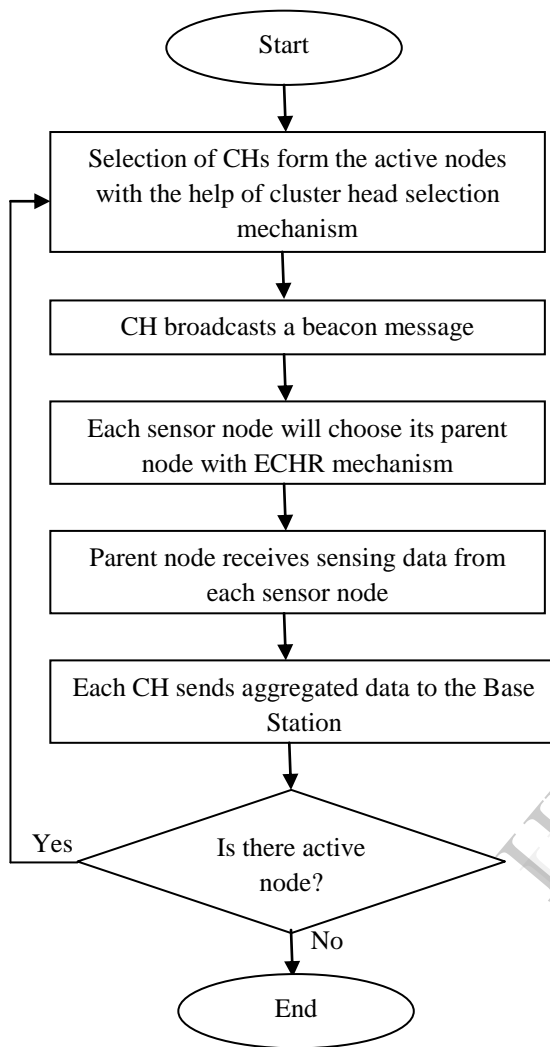 Start
Selection of CHs form the active nodes
with the help of cluster head selection
mechanism
CH broadcasts a beacon message
Each sensor node will choose its parent
node with ECHR mechanism
Parent node receives sensing data from
each sensor node
Each CH sends aggregated data to the Base
Station
Yes
Is there active
node?
No
End